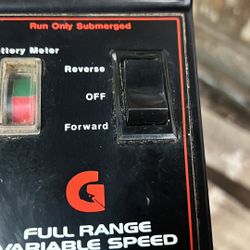 Run Only Submerged
ttery Meter
Reverse
OFF
Forward
G
FULL RANGE
VARIABLE SPEED